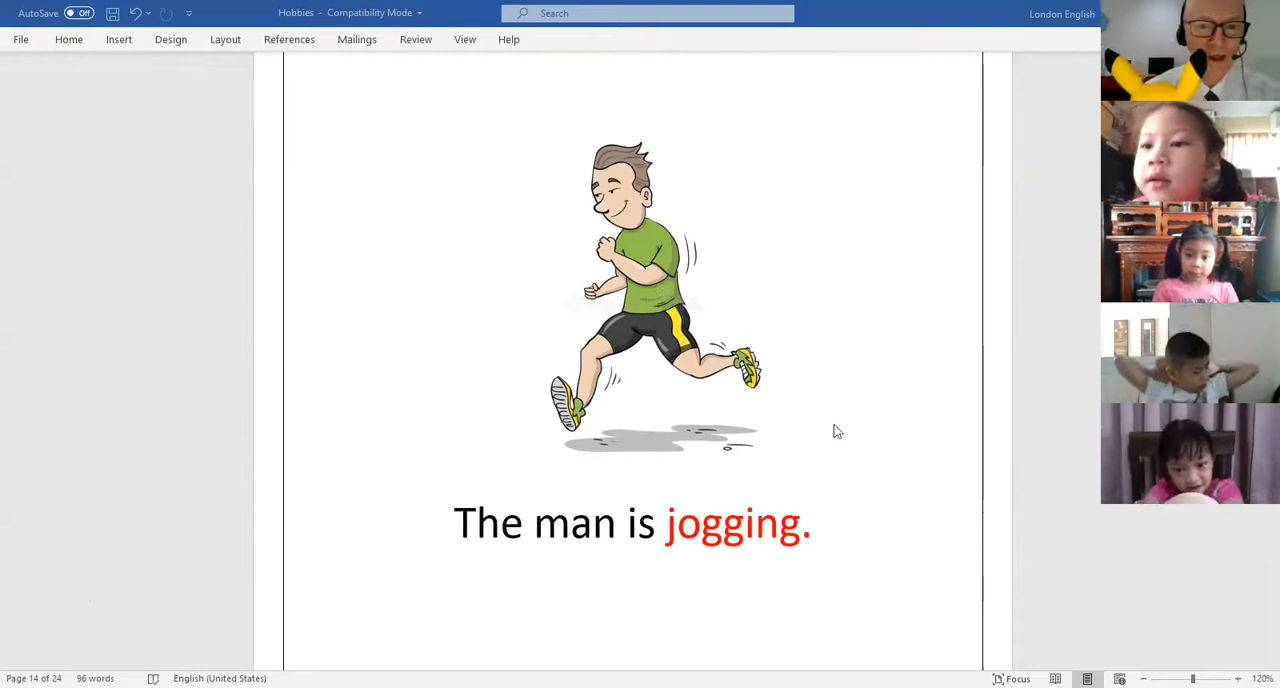 AutoSave Off Hobbies - Compatibility Mode Search London English
File Home Insert Design Layout References Mailings Review View Help
The man is jogging.
Page 14 of 24 96 words English (United States) Focus 120%